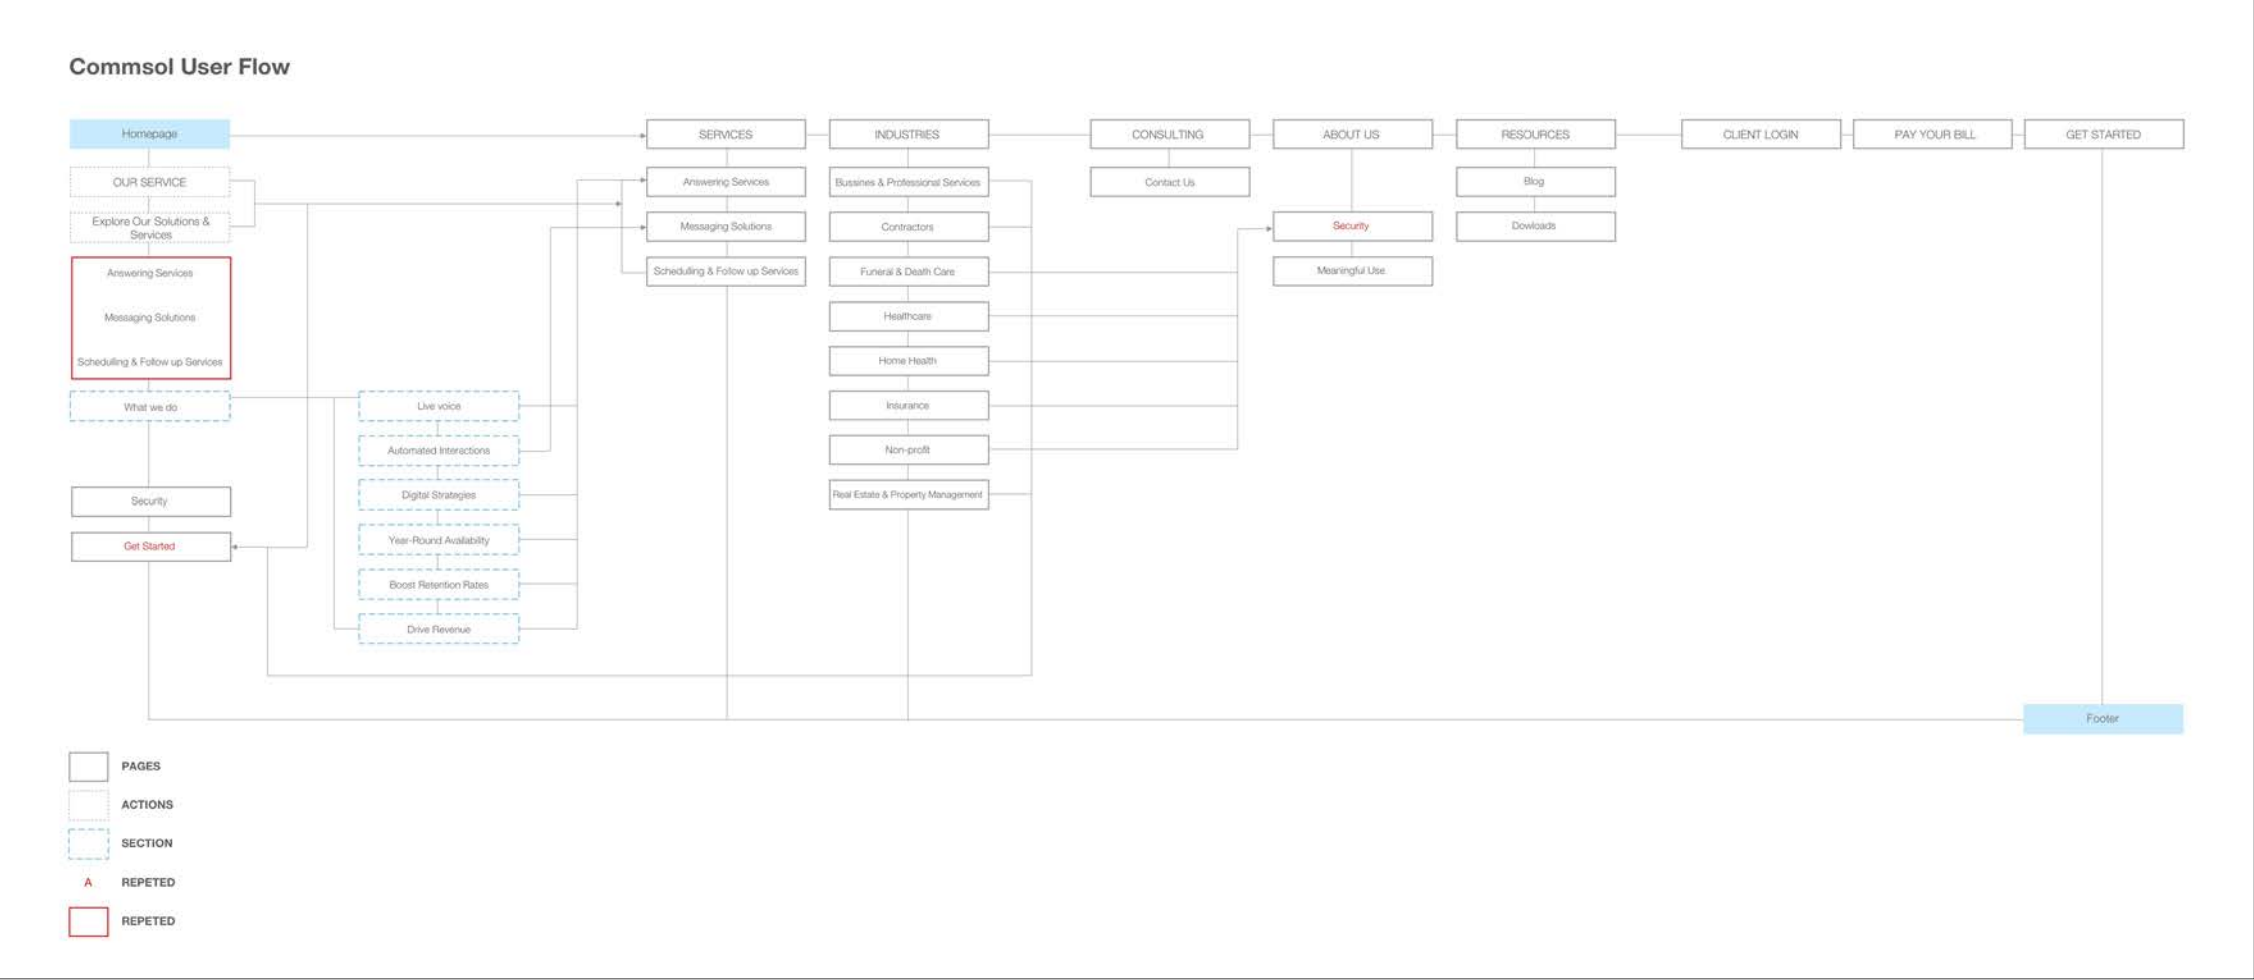 Commsol User Flow
Homepage
SERVICES
INDUSTRIES
CONSULTING
ABOUT US
RESOURCES
CLIENT LOGIN
PAY YOUR BILL
GET STARTED
OUR SERVICE
Explore Our Solutions &
Services
Answering Services
Messaging Solutions
Schedulling & Follow up Services
What we do
Security
Get Started
Live voice
Automated Interactions
Digital Strategies
Year-Round Availability
Boost Retention Rates
Drive Revenue
Answering Services
Messaging Solutions
Schedulling & Follow up Services
Bussines & Professional Services
Contractors
Funeral & Death Care
Healthcare
Home Health
Insurance
Non-profit
Real Estate & Property Management
Contact Us
Security
Meaningful Use
Blog
Dowloads
Footer
PAGES
ACTIONS
SECTION
A REPETED
REPETED